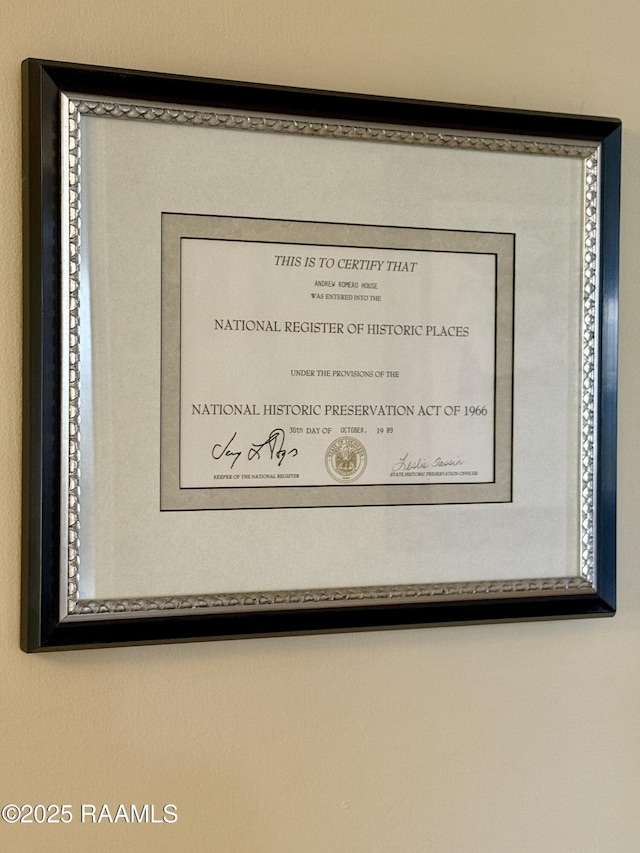 THIS IS TO CERTIFY THAT
ANDREW ROMERO HOUSE
WAS ENTERED INTO THE
NATIONAL REGISTER OF HISTORIC PLACES
UNDER THE PROVISIONS OF THE
NATIONAL HISTORIC PRESERVATION ACT OF 1966
30th DAY OF OCTOBER, 19 89
KEEPER OF THE NATIONAL REGISTER
STATE HISTORIC PRESERVATION OFFICER
©2025 RAAMLS